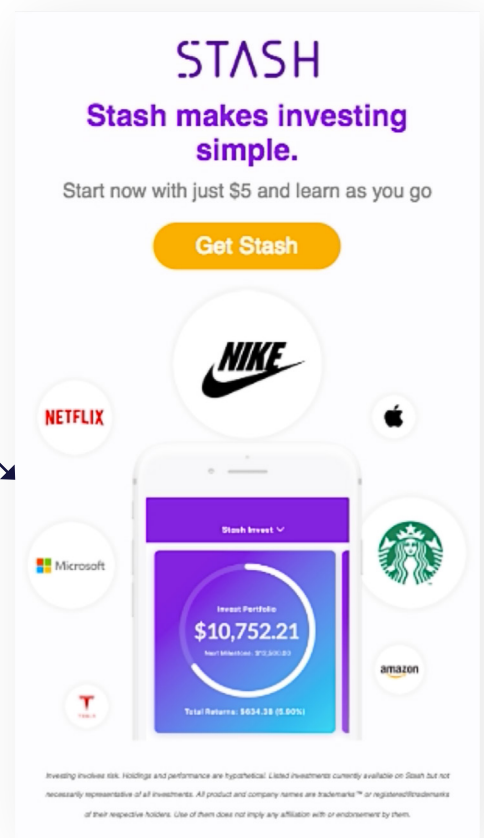 STASH
Stash makes investing
simple.
Start now with just $5 and learn as you go
Get Stash
NIKE
NETFLIX
Stash Invest
Microsoft
Invest Portfolio
$10,752.21
Next Milestone:
amazon
TESLA
Total Returns: $634.38 (5.90%)
Investing involves risk. Holdings and performance are hypothetical. Listed investments currently available on Stash but not
necessarily representative of all investments. All product and company names are trademarks™ or registered®trademarks
of their respective holders. Use of them does not imply any affiliation with or endorsement by them.